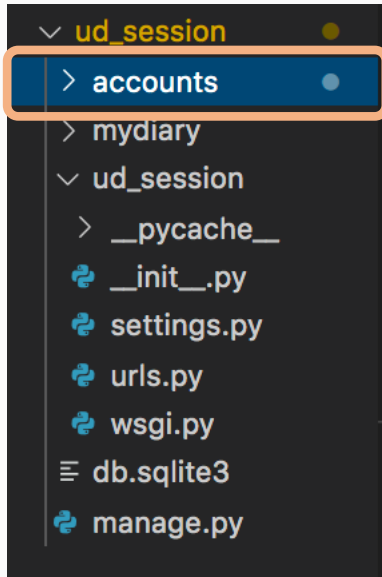 ud_session
accounts
mydiary
ud_session
__pycache__
__init__.py
settings.py
urls.py
wsgi.py
db.sqlite3
manage.py